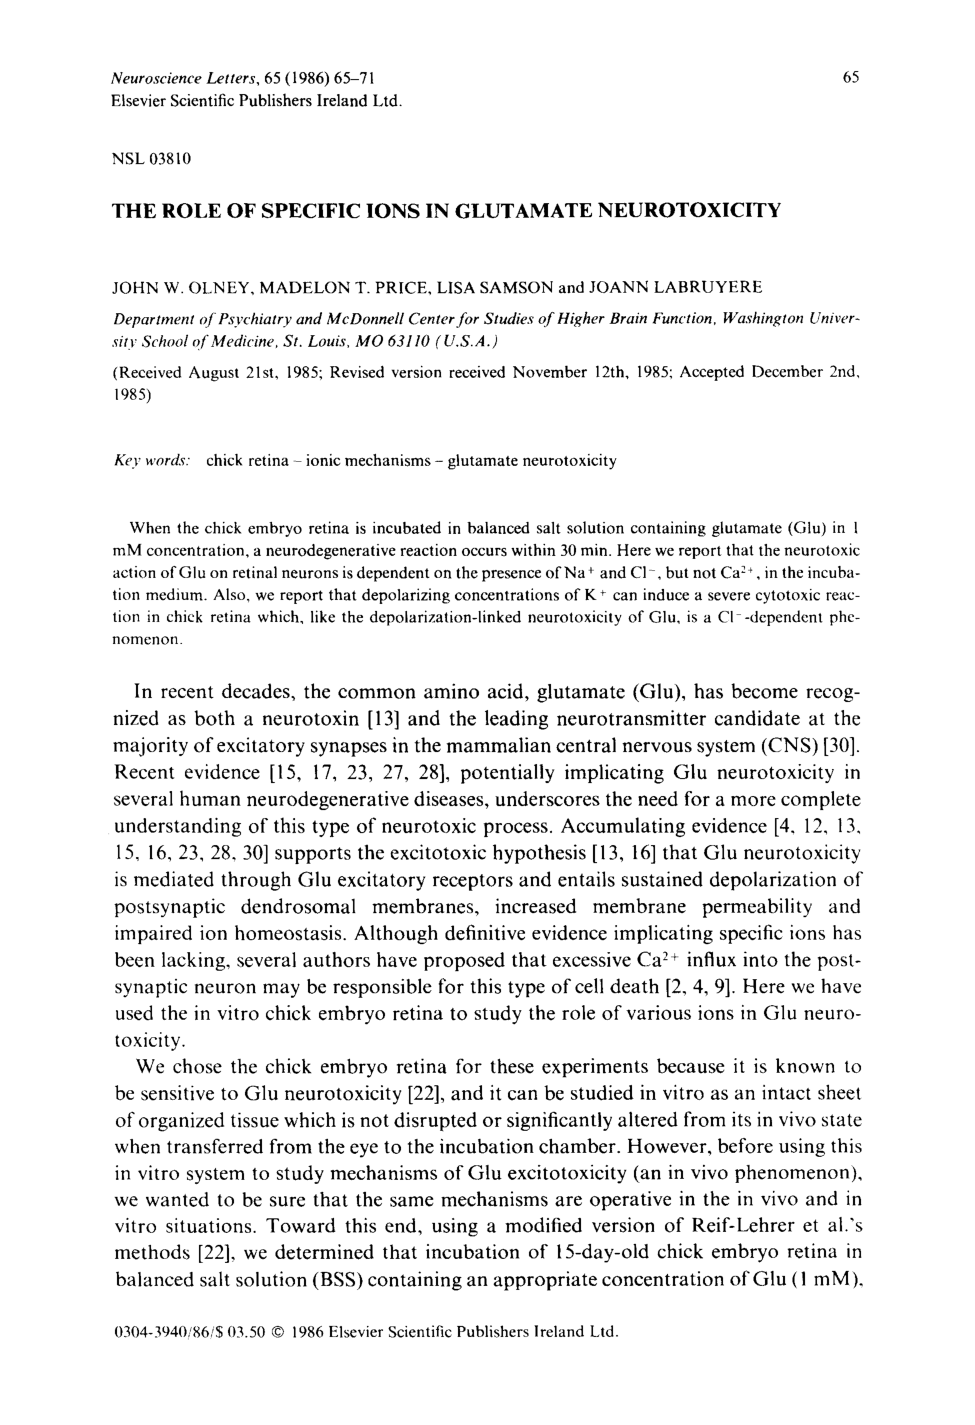 Neuroscience Letters, 65 (1986) 65–71 65
Elsevier Scientific Publishers Ireland Ltd.
NSL 03810
THE ROLE OF SPECIFIC IONS IN GLUTAMATE NEUROTOXICITY
JOHN W. OLNEY, MADELON T. PRICE, LISA SAMSON and JOANN LABRUYERE
Department of Psychiatry and McDonnell Center for Studies of Higher Brain Function, Washington Univer-
sity School of Medicine, St. Louis, MO 63110 (U.S.A.)
(Received August 21st, 1985; Revised version received November 12th, 1985; Accepted December 2nd,
1985)
Key words: chick retina – ionic mechanisms – glutamate neurotoxicity
When the chick embryo retina is incubated in balanced salt solution containing glutamate (Glu) in 1
mM concentration, a neurodegenerative reaction occurs within 30 min. Here we report that the neurotoxic
action of Glu on retinal neurons is dependent on the presence of Na⁺ and Cl⁻, but not Ca²⁺, in the incuba-
tion medium. Also, we report that depolarizing concentrations of K⁺ can induce a severe cytotoxic reac-
tion in chick retina which, like the depolarization-linked neurotoxicity of Glu, is a Cl⁻-dependent phe-
nomenon.
In recent decades, the common amino acid, glutamate (Glu), has become recog-
nized as both a neurotoxin [13] and the leading neurotransmitter candidate at the
majority of excitatory synapses in the mammalian central nervous system (CNS) [30].
Recent evidence [15, 17, 23, 27, 28], potentially implicating Glu neurotoxicity in
several human neurodegenerative diseases, underscores the need for a more complete
understanding of this type of neurotoxic process. Accumulating evidence [4, 12, 13,
15, 16, 23, 28, 30] supports the excitotoxic hypothesis [13, 16] that Glu neurotoxicity
is mediated through Glu excitatory receptors and entails sustained depolarization of
postsynaptic dendrosomal membranes, increased membrane permeability and
impaired ion homeostasis. Although definitive evidence implicating specific ions has
been lacking, several authors have proposed that excessive Ca²⁺ influx into the post-
synaptic neuron may be responsible for this type of cell death [2, 4, 9]. Here we have
used the in vitro chick embryo retina to study the role of various ions in Glu neuro-
toxicity.
We chose the chick embryo retina for these experiments because it is known to
be sensitive to Glu neurotoxicity [22], and it can be studied in vitro as an intact sheet
of organized tissue which is not disrupted or significantly altered from its in vivo state
when transferred from the eye to the incubation chamber. However, before using this
in vitro system to study mechanisms of Glu excitotoxicity (an in vivo phenomenon),
we wanted to be sure that the same mechanisms are operative in the in vivo and in
vitro situations. Toward this end, using a modified version of Reif-Lehrer et al.'s
methods [22], we determined that incubation of 15-day-old chick embryo retina in
balanced salt solution (BSS) containing an appropriate concentration of Glu (1 mM),
0304-3940/86/$ 03.50 © 1986 Elsevier Scientific Publishers Ireland Ltd.